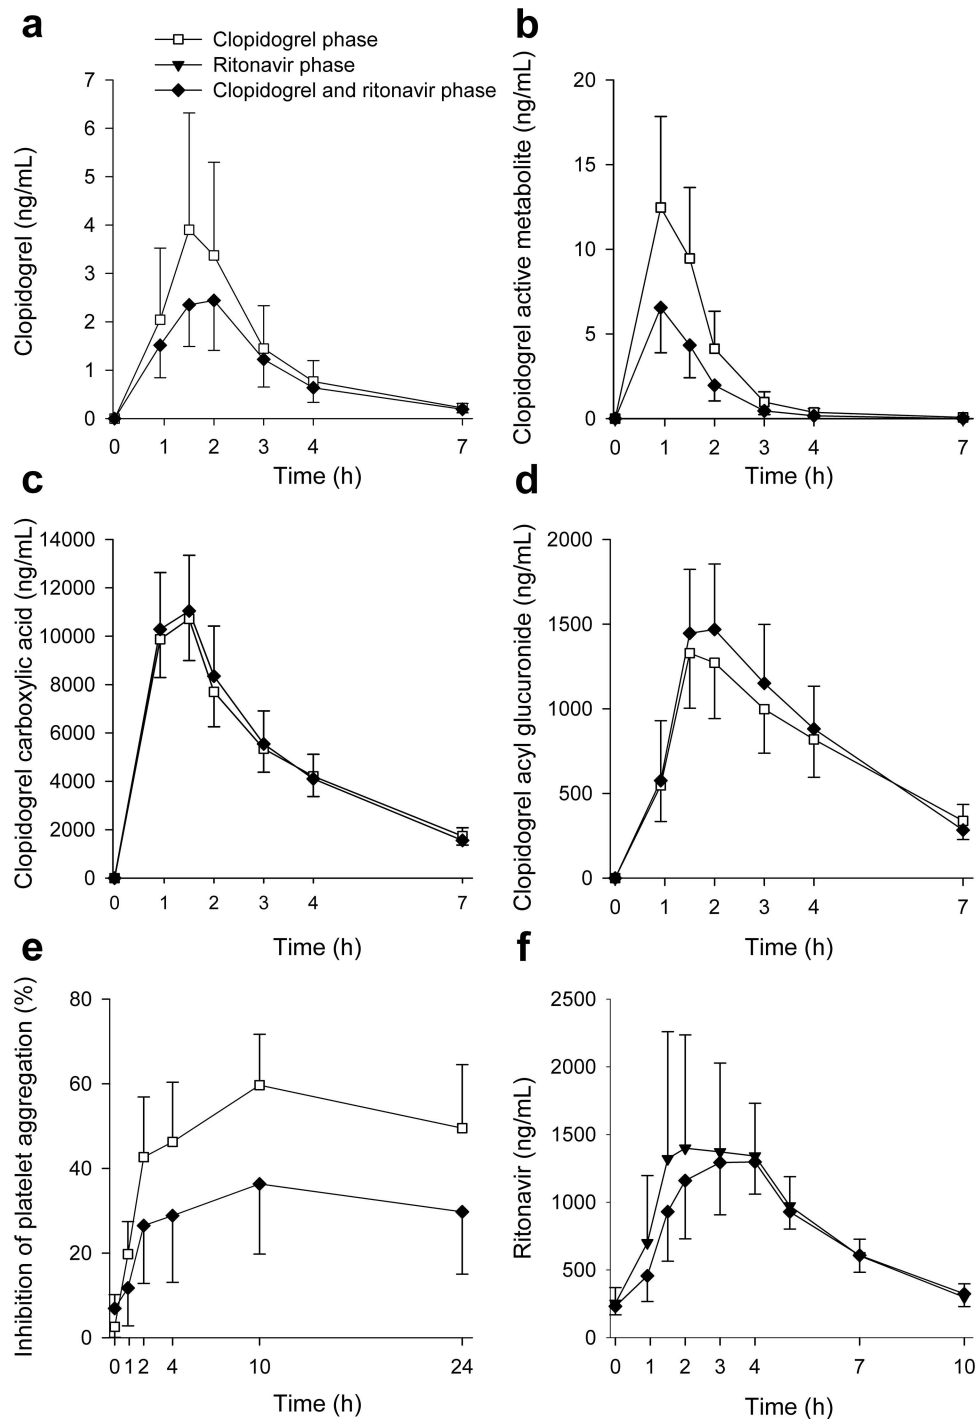 a
b
Clopidogrel phase
Ritonavir phase
Clopidogrel and ritonavir phase
Clopidogrel (ng/mL)
7
6
5
4
3
2
1
0
0 1 2 3 4 7
Time (h)
Clopidogrel active metabolite (ng/mL)
20
15
10
5
0
0 1 2 3 4 7
Time (h)
c
d
Clopidogrel carboxylic acid (ng/mL)
14000
12000
10000
8000
6000
4000
2000
0
0 1 2 3 4 7
Time (h)
Clopidogrel acyl glucuronide (ng/mL)
2000
1500
1000
500
0
0 1 2 3 4 7
Time (h)
e
f
Inhibition of platelet aggregation (%)
80
60
40
20
0
0 1 2 4 10 24
Time (h)
Ritonavir (ng/mL)
2500
2000
1500
1000
500
0
0 1 2 3 4 7 10
Time (h)